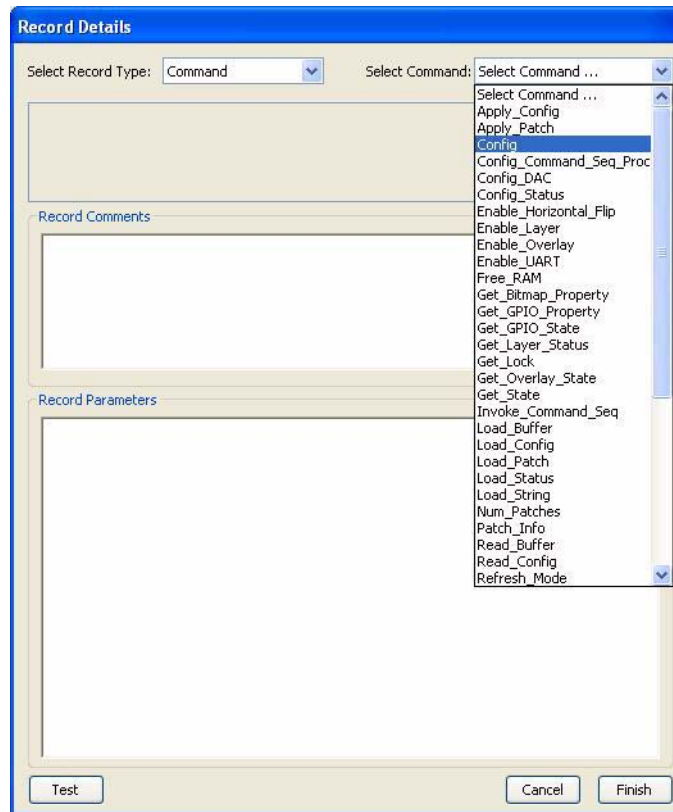 Record Details
Select Record Type: Command Select Command: Select Command ...
Select Command ...
Apply_Config
Apply_Patch
Config
Config_Command_Seq_Proc
Config_DAC
Config_Status
Enable_Horizontal_Flip
Enable_Layer
Enable_Overlay
Enable_UART
Free_RAM
Get_Bitmap_Property
Get_GPIO_Property
Get_GPIO_State
Get_Layer_Status
Get_Lock
Get_Overlay_State
Get_State
Invoke_Command_Seq
Load_Buffer
Load_Config
Load_Patch
Load_Status
Load_String
Num_Patches
Patch_Info
Read_Buffer
Read_Config
Refresh_Mode
Record Comments
Record Parameters
Test Cancel Finish